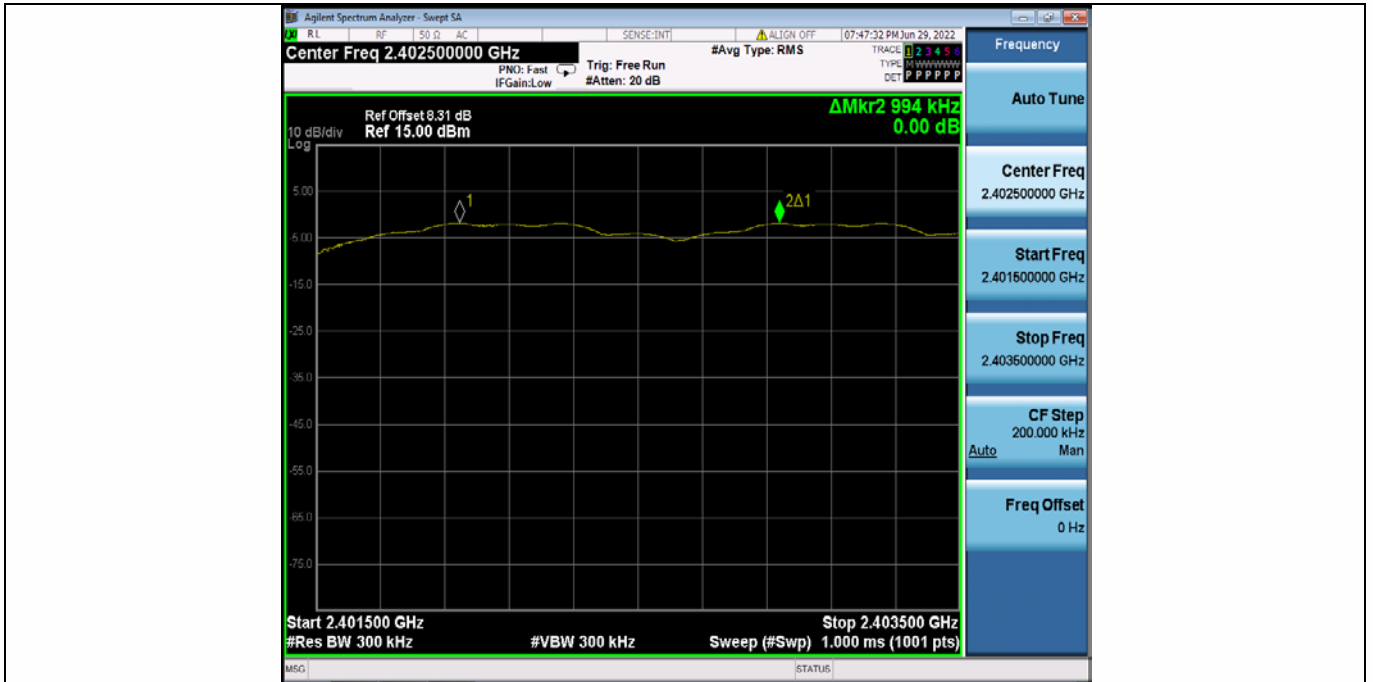 Agilent Spectrum Analyzer - Swept SA
RL RF 50 Ω AC SENSE:INT ALIGN OFF 07:47:32 PM Jun 29, 2022
Center Freq 2.402500000 GHz
#Avg Type: RMS
TRACE 1 2 3 4 5 6
PNO: Fast Trig: Free Run
TYPE M W W W W W
IFGain:Low #Atten: 20 dB
DET P P P P P P
ΔMkr2 994 kHz
0.00 dB
Ref Offset 8.31 dB
10 dB/div Ref 15.00 dBm
Log
5.00
-5.00
-15.0
-25.0
-35.0
-45.0
-55.0
-65.0
-75.0
1
2Δ1
Start 2.401500 GHz Stop 2.403500 GHz
#Res BW 300 kHz #VBW 300 kHz Sweep (#Swp) 1.000 ms (1001 pts)
MSG STATUS
Frequency
Auto Tune
Center Freq
2.402500000 GHz
Start Freq
2.401500000 GHz
Stop Freq
2.403500000 GHz
CF Step
200.000 kHz
Auto Man
Freq Offset
0 Hz